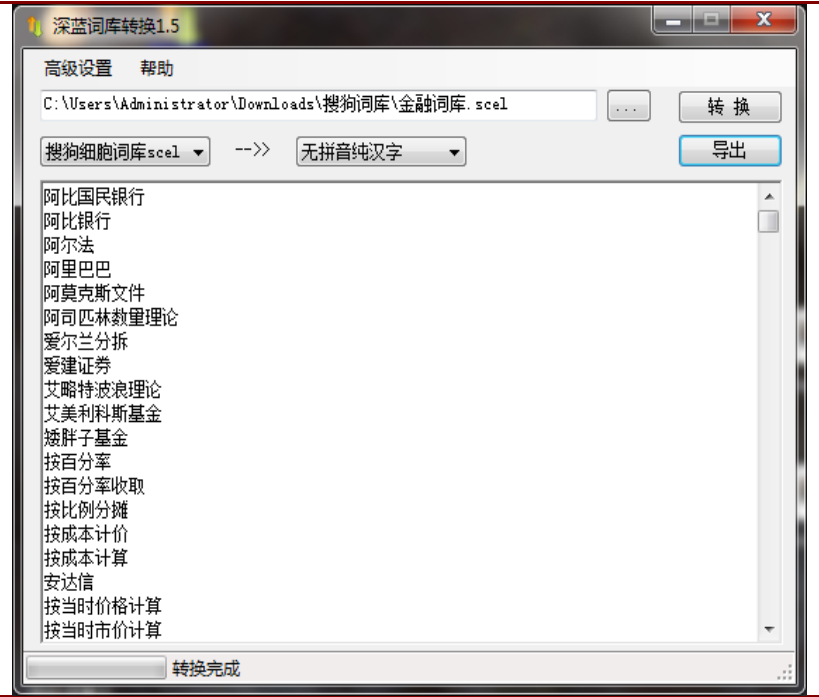 深蓝词库转换1.5
高级设置 帮助
C:\Users\Administrator\Downloads\搜狗词库\金融词库.scel ... 转 换
搜狗细胞词库scel -->> 无拼音纯汉字 导出
阿比国民银行
阿比银行
阿尔法
阿里巴巴
阿莫克斯文件
阿司匹林数量理论
爱尔兰分拆
爱建证券
艾略特波浪理论
艾美利科斯基金
矮胖子基金
按百分率
按百分率收取
按比例分摊
按成本计价
按成本计算
安达信
按当时价格计算
按当时市价计算
转换完成